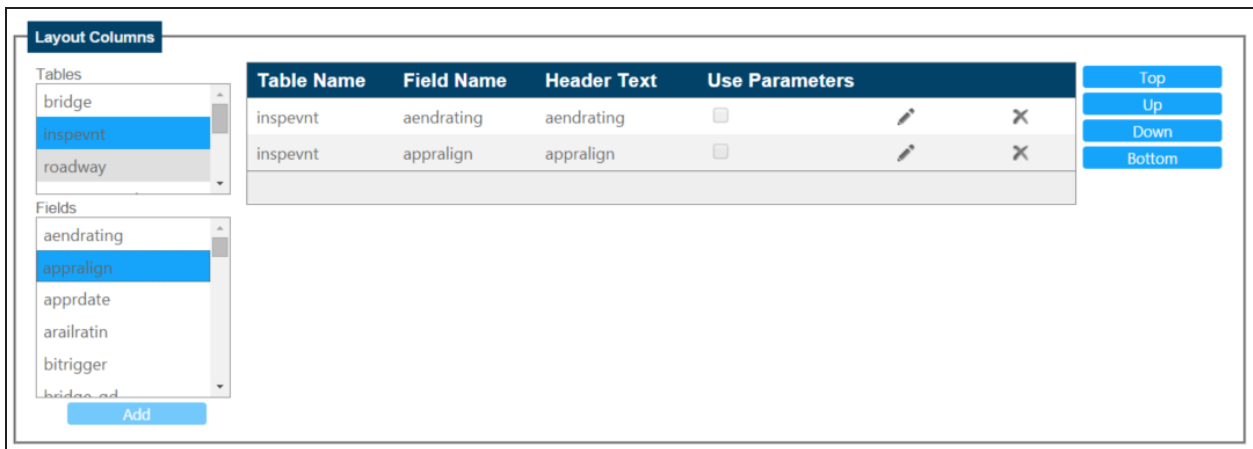 Layout Columns
Tables
bridge
inspevnt
roadway
Fields
aendrating
appralign
apprdate
arailratin
bitrigger
bridge_gd
Add
Table Name Field Name Header Text Use Parameters
inspevnt aendrating aendrating
inspevnt appralign appralign
Top
Up
Down
Bottom